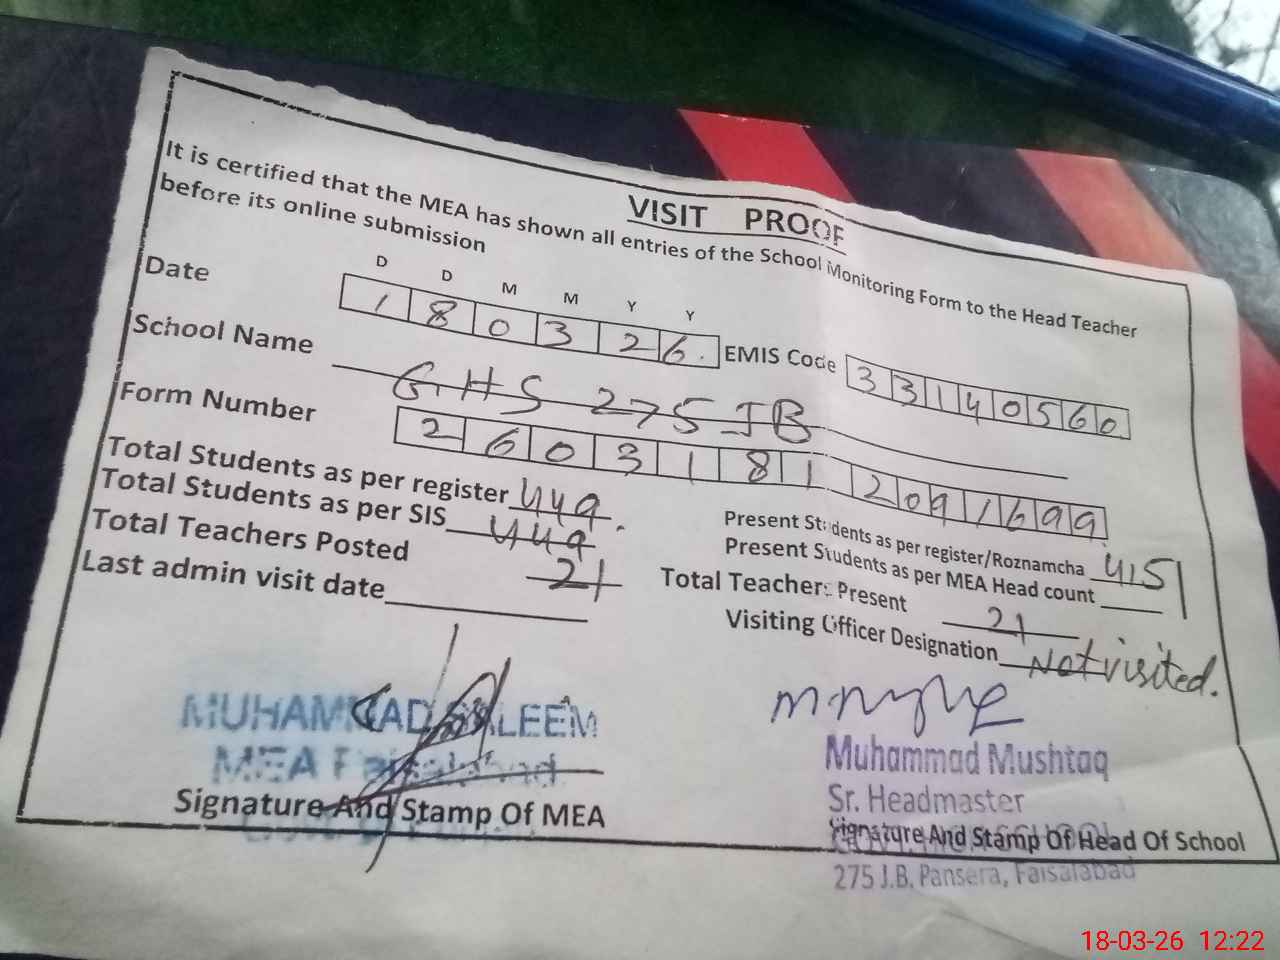 VISIT PROOF
It is certified that the MEA has shown all entries of the School Monitoring Form to the Head Teacher
before its online submission
D D M M Y Y
Date 1 8 0 3 2 6 EMIS Code 3 3 1 4 0 5 6 0
School Name GHS 275 JB
Form Number 2 6 0 3 1 8 1 2 0 9 1 6 9 9
Total Students as per register 449 Present Students as per register/Roznamcha 415
Total Students as per SIS 449 Present Students as per MEA Head count
Total Teachers Posted 21 Total Teachers Present 21
Last admin visit date Visiting Officer Designation Not visited.
MUHAMMAD SALEEM
MEA Faisalabad
Signature And Stamp Of MEA
Muhammad Mushtaq
Sr. Headmaster
Signature And Stamp Of Head Of School
275 J.B. Pansera, Faisalabad
18-03-26 12:22